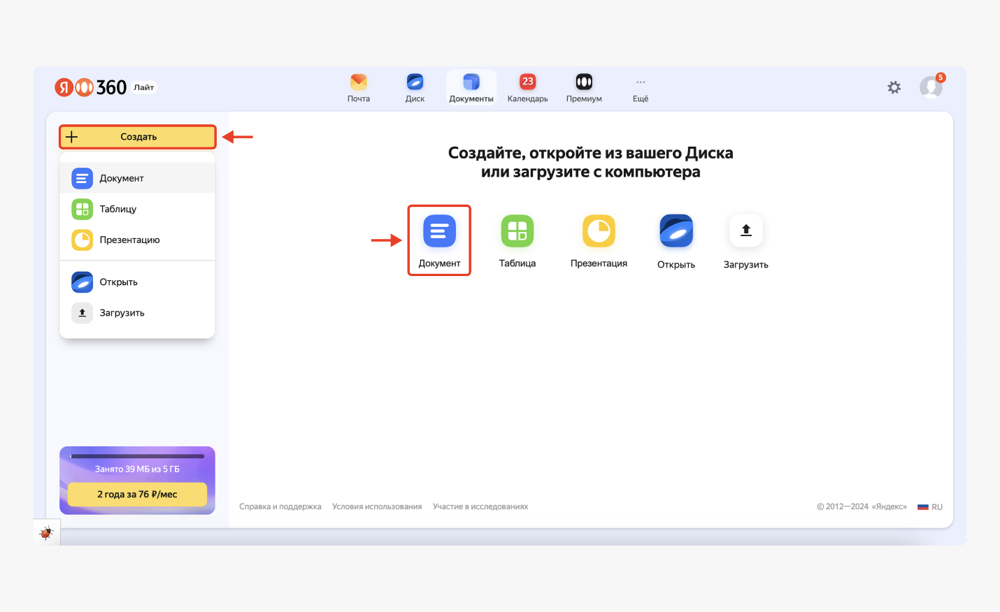 Я 360 Лайт
Почта
Диск
Документы
23
Календарь
Премиум
Ещё
5
Создать
Документ
Таблицу
Презентацию
Открыть
Загрузить
Создайте, откройте из вашего Диска
или загрузите с компьютера
Документ
Таблица
Презентация
Открыть
Загрузить
Занято 39 МБ из 5 ГБ
2 года за 76 ₽/мес
Справка и поддержка Условия использования Участие в исследованиях
© 2012—2024 «Яндекс» RU